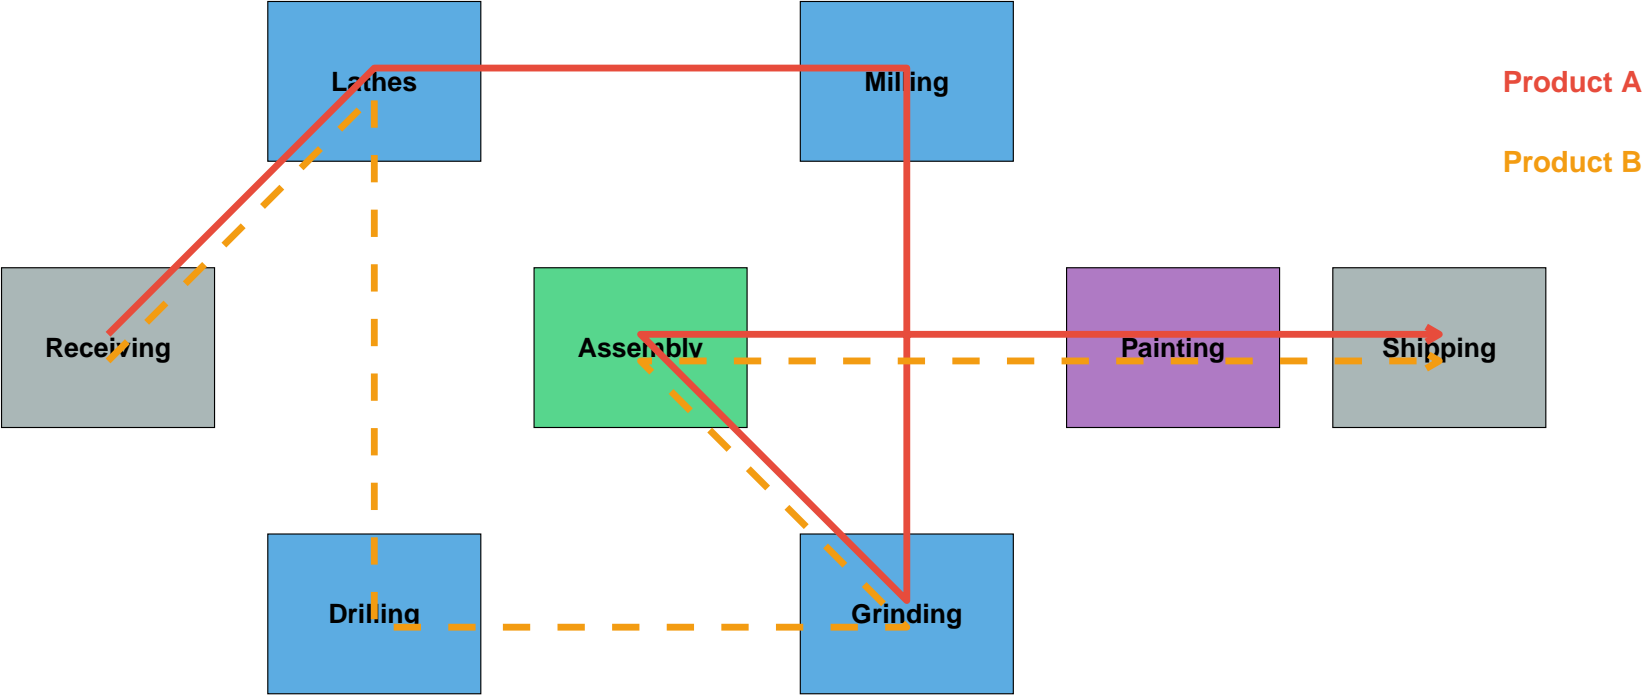 Lathes
Milling
Product A
Product B
Receiving
Assembly
Painting
Shipping
Drilling
Grinding